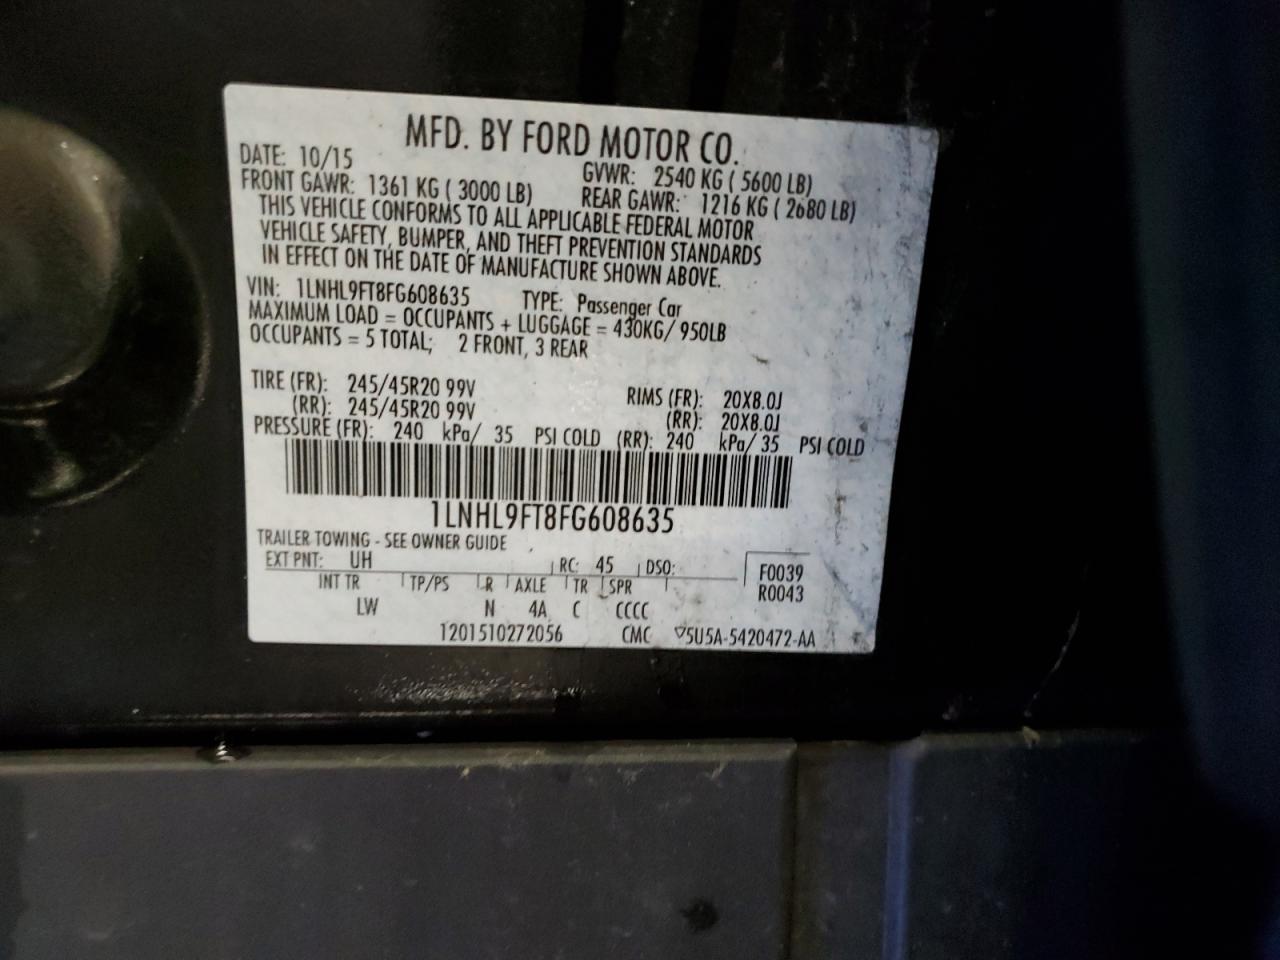 MFD. BY FORD MOTOR CO.
DATE: 10/15 GVWR: 2540 KG ( 5600 LB)
FRONT GAWR: 1361 KG ( 3000 LB) REAR GAWR: 1216 KG ( 2680 LB)
THIS VEHICLE CONFORMS TO ALL APPLICABLE FEDERAL MOTOR
VEHICLE SAFETY, BUMPER, AND THEFT PREVENTION STANDARDS
IN EFFECT ON THE DATE OF MANUFACTURE SHOWN ABOVE.
VIN: 1LNHL9FT8FG608635 TYPE: Passenger Car
MAXIMUM LOAD = OCCUPANTS + LUGGAGE = 430KG/ 950LB
OCCUPANTS = 5 TOTAL; 2 FRONT, 3 REAR
TIRE (FR): 245/45R20 99V RIMS (FR): 20X8.0J
(RR): 245/45R20 99V (RR): 20X8.0J
PRESSURE (FR): 240 kPa/ 35 PSI COLD (RR): 240 kPa/ 35 PSI COLD
1LNHL9FT8FG608635
TRAILER TOWING - SEE OWNER GUIDE
EXT PNT: UH RC: 45 DSO: F0039
INT TR TP/PS R AXLE TR SPR R0043
LW N 4A C CCCC
1201510272056 CMC ▽5U5A-5420472-AA